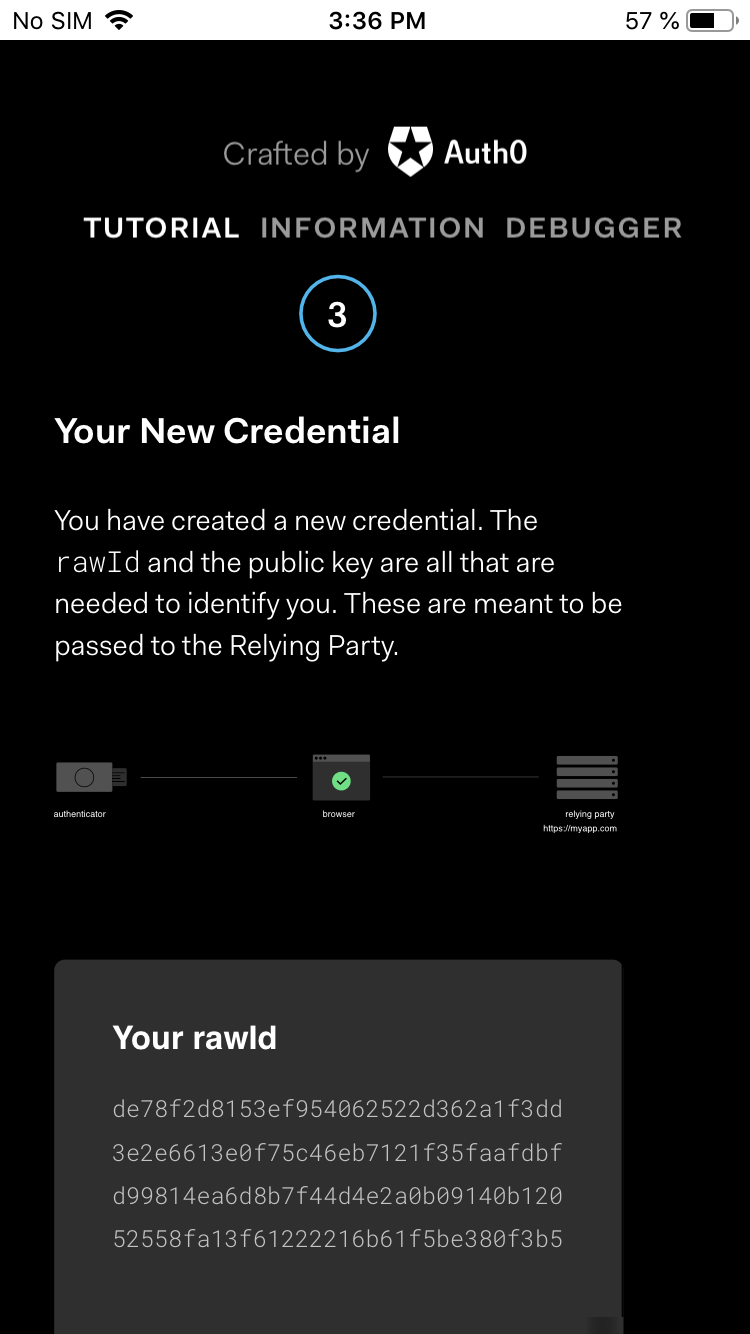 No SIM 3:36 PM 57 %
Crafted by Auth0
TUTORIAL INFORMATION DEBUGGER
3
Your New Credential
You have created a new credential. The
rawId and the public key are all that are
needed to identify you. These are meant to be
passed to the Relying Party.
authenticator browser relying party
https://myapp.com
Your rawId
de78f2d8153ef954062522d362a1f3dd
3e2e6613e0f75c46eb7121f35faafdbf
d99814ea6d8b7f44d4e2a0b09140b120
52558fa13f61222216b61f5be380f3b5